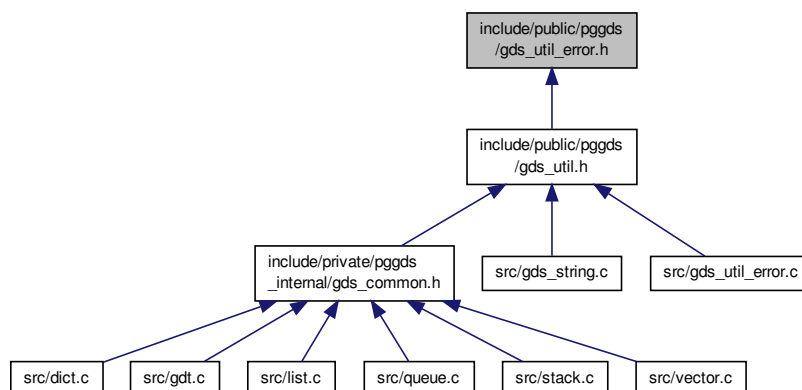 include/public/pggds
/gds_util_error.h
include/public/pggds
/gds_util.h
include/private/pggds
_internal/gds_common.h
src/gds_string.c
src/gds_util_error.c
src/dict.c
src/gdt.c
src/list.c
src/queue.c
src/stack.c
src/vector.c